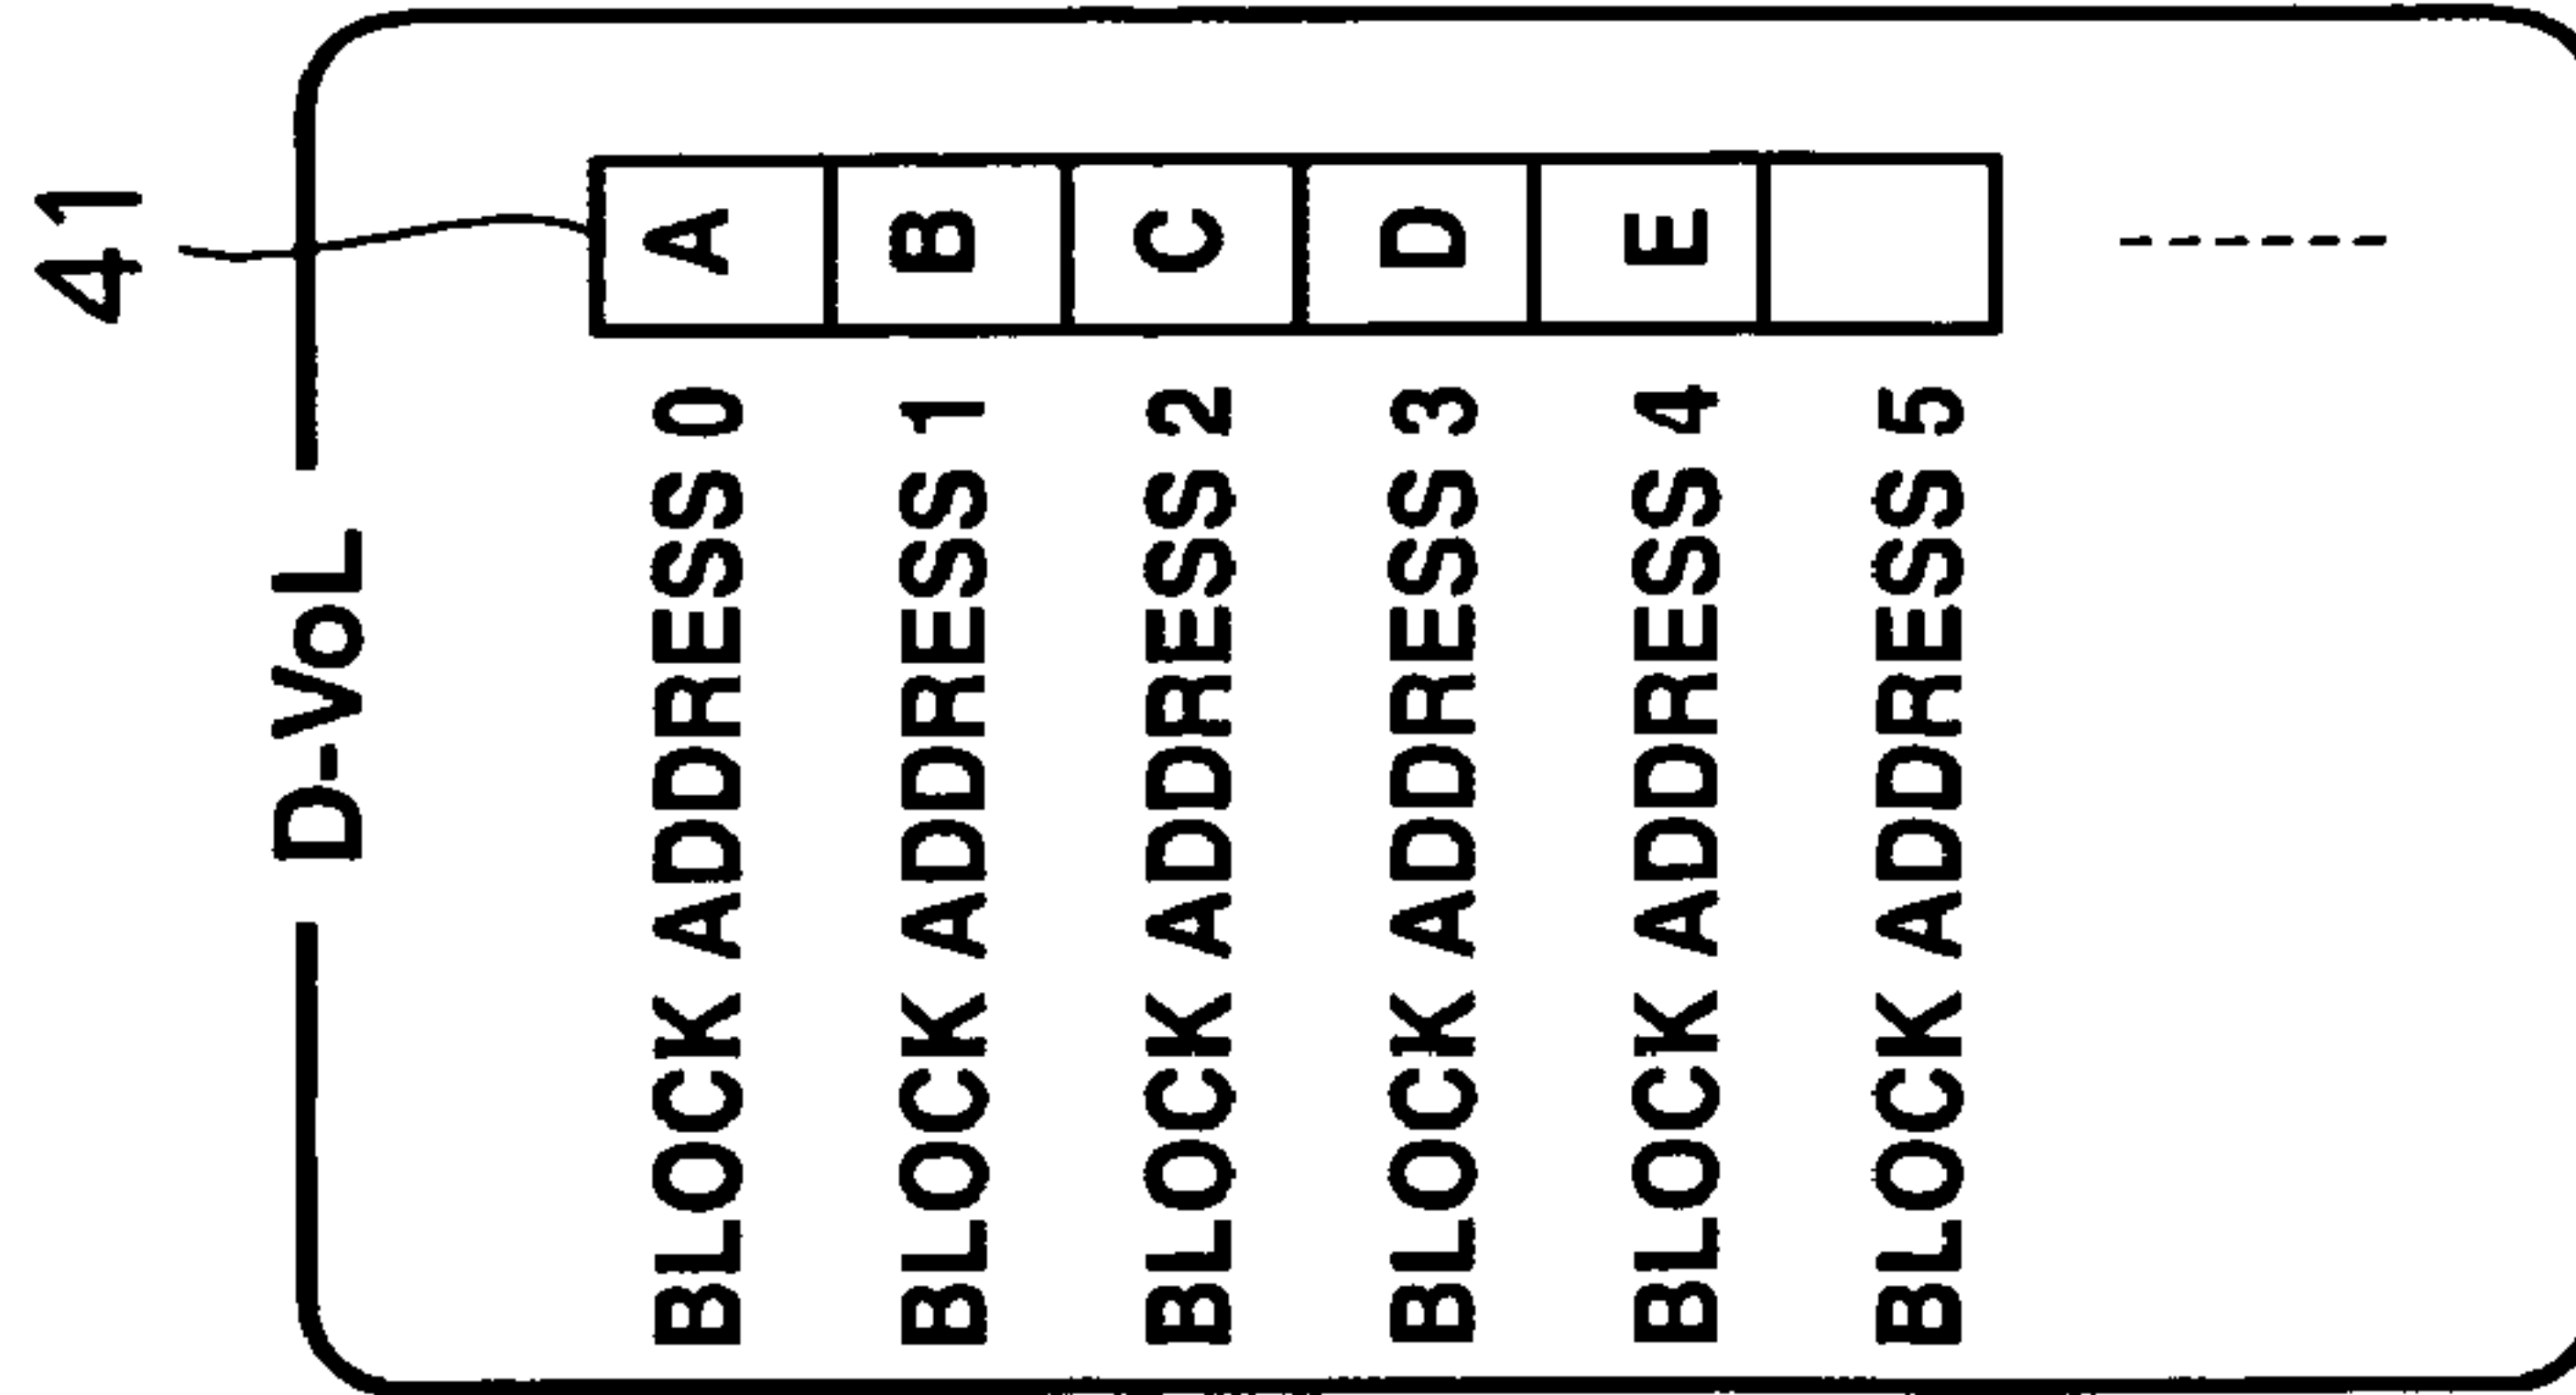 41
D-VoL
BLOCK ADDRESS 0 A
BLOCK ADDRESS 1 B
BLOCK ADDRESS 2 C
BLOCK ADDRESS 3 D
BLOCK ADDRESS 4 E
BLOCK ADDRESS 5